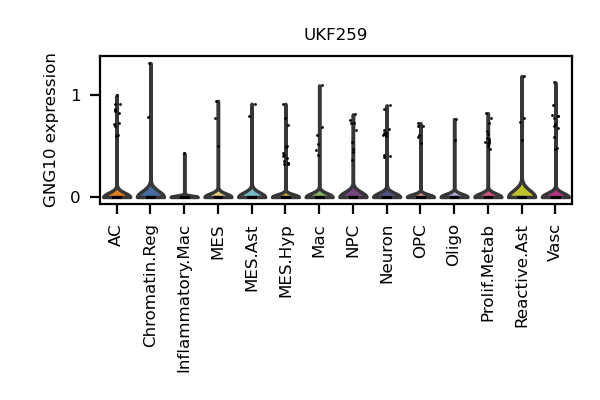 UKF259
GNG10 expression
1
0
AC
Chromatin.Reg
Inflammatory.Mac
MES
MES.Ast
MES.Hyp
Mac
NPC
Neuron
OPC
Oligo
Prolif.Metab
Reactive.Ast
Vasc